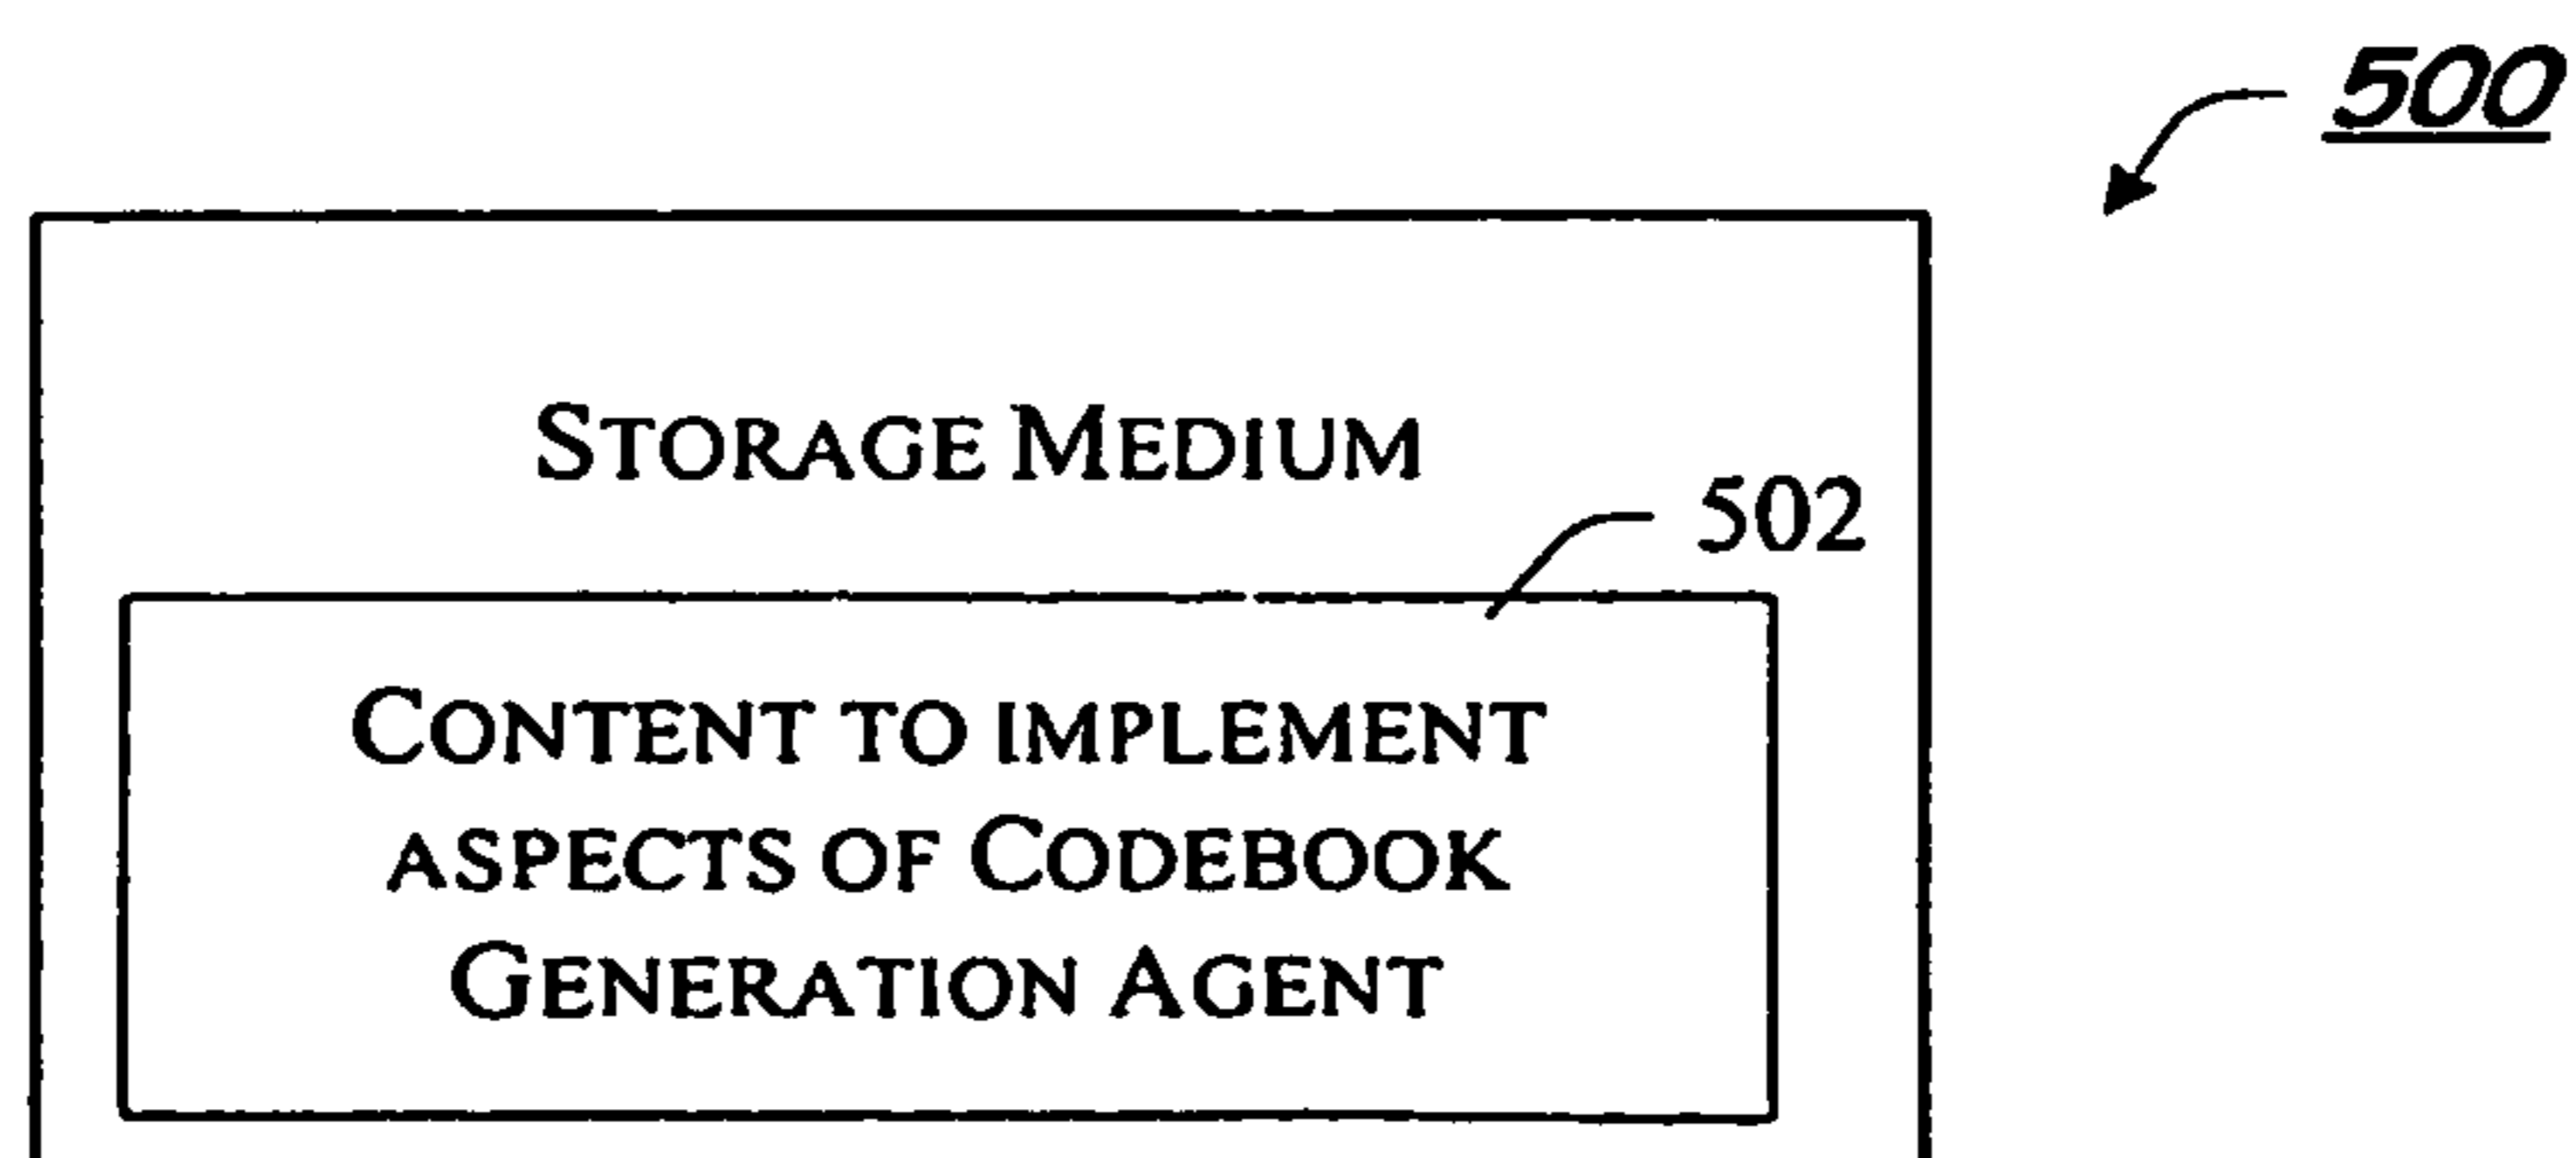 500
STORAGE MEDIUM
502
CONTENT TO IMPLEMENT
ASPECTS OF CODEBOOK
GENERATION AGENT